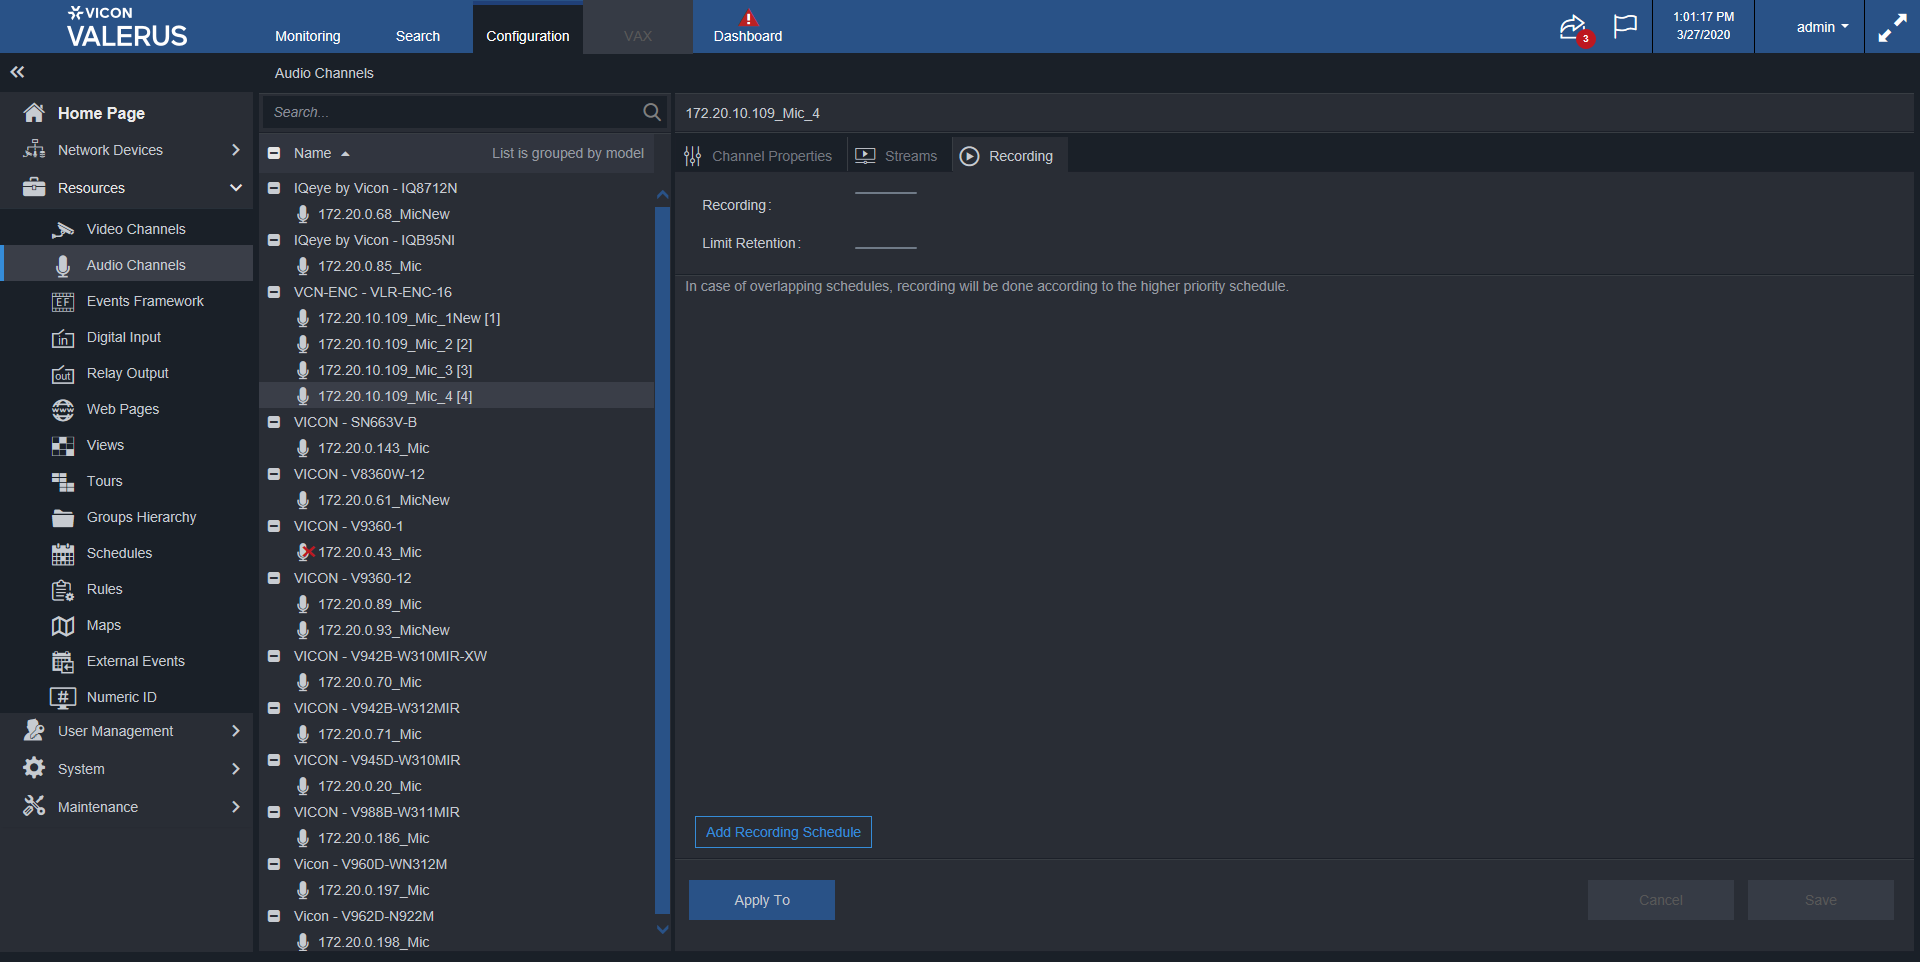 VICON
VALERUS
Monitoring
Search
Configuration
VAX
Dashboard
3
1:01:17 PM
3/27/2020
admin
Audio Channels
Home Page
Network Devices
Resources
Video Channels
Audio Channels
EF
Events Framework
in
Digital Input
out
Relay Output
www
Web Pages
Views
Tours
Groups Hierarchy
Schedules
Rules
Maps
External Events
#
Numeric ID
User Management
System
Maintenance
Search...
Name
List is grouped by model
IQeye by Vicon - IQ8712N
172.20.0.68_MicNew
IQeye by Vicon - IQB95NI
172.20.0.85_Mic
VCN-ENC - VLR-ENC-16
172.20.10.109_Mic_1New [1]
172.20.10.109_Mic_2 [2]
172.20.10.109_Mic_3 [3]
172.20.10.109_Mic_4 [4]
VICON - SN663V-B
172.20.0.143_Mic
VICON - V8360W-12
172.20.0.61_MicNew
VICON - V9360-1
172.20.0.43_Mic
VICON - V9360-12
172.20.0.89_Mic
172.20.0.93_MicNew
VICON - V942B-W310MIR-XW
172.20.0.70_Mic
VICON - V942B-W312MIR
172.20.0.71_Mic
VICON - V945D-W310MIR
172.20.0.20_Mic
VICON - V988B-W311MIR
172.20.0.186_Mic
Vicon - V960D-WN312M
172.20.0.197_Mic
Vicon - V962D-N922M
172.20.0.198_Mic
172.20.10.109_Mic_4
Channel Properties
Streams
Recording
Recording:
Limit Retention:
In case of overlapping schedules, recording will be done according to the higher priority schedule.
Add Recording Schedule
Apply To
Cancel
Save